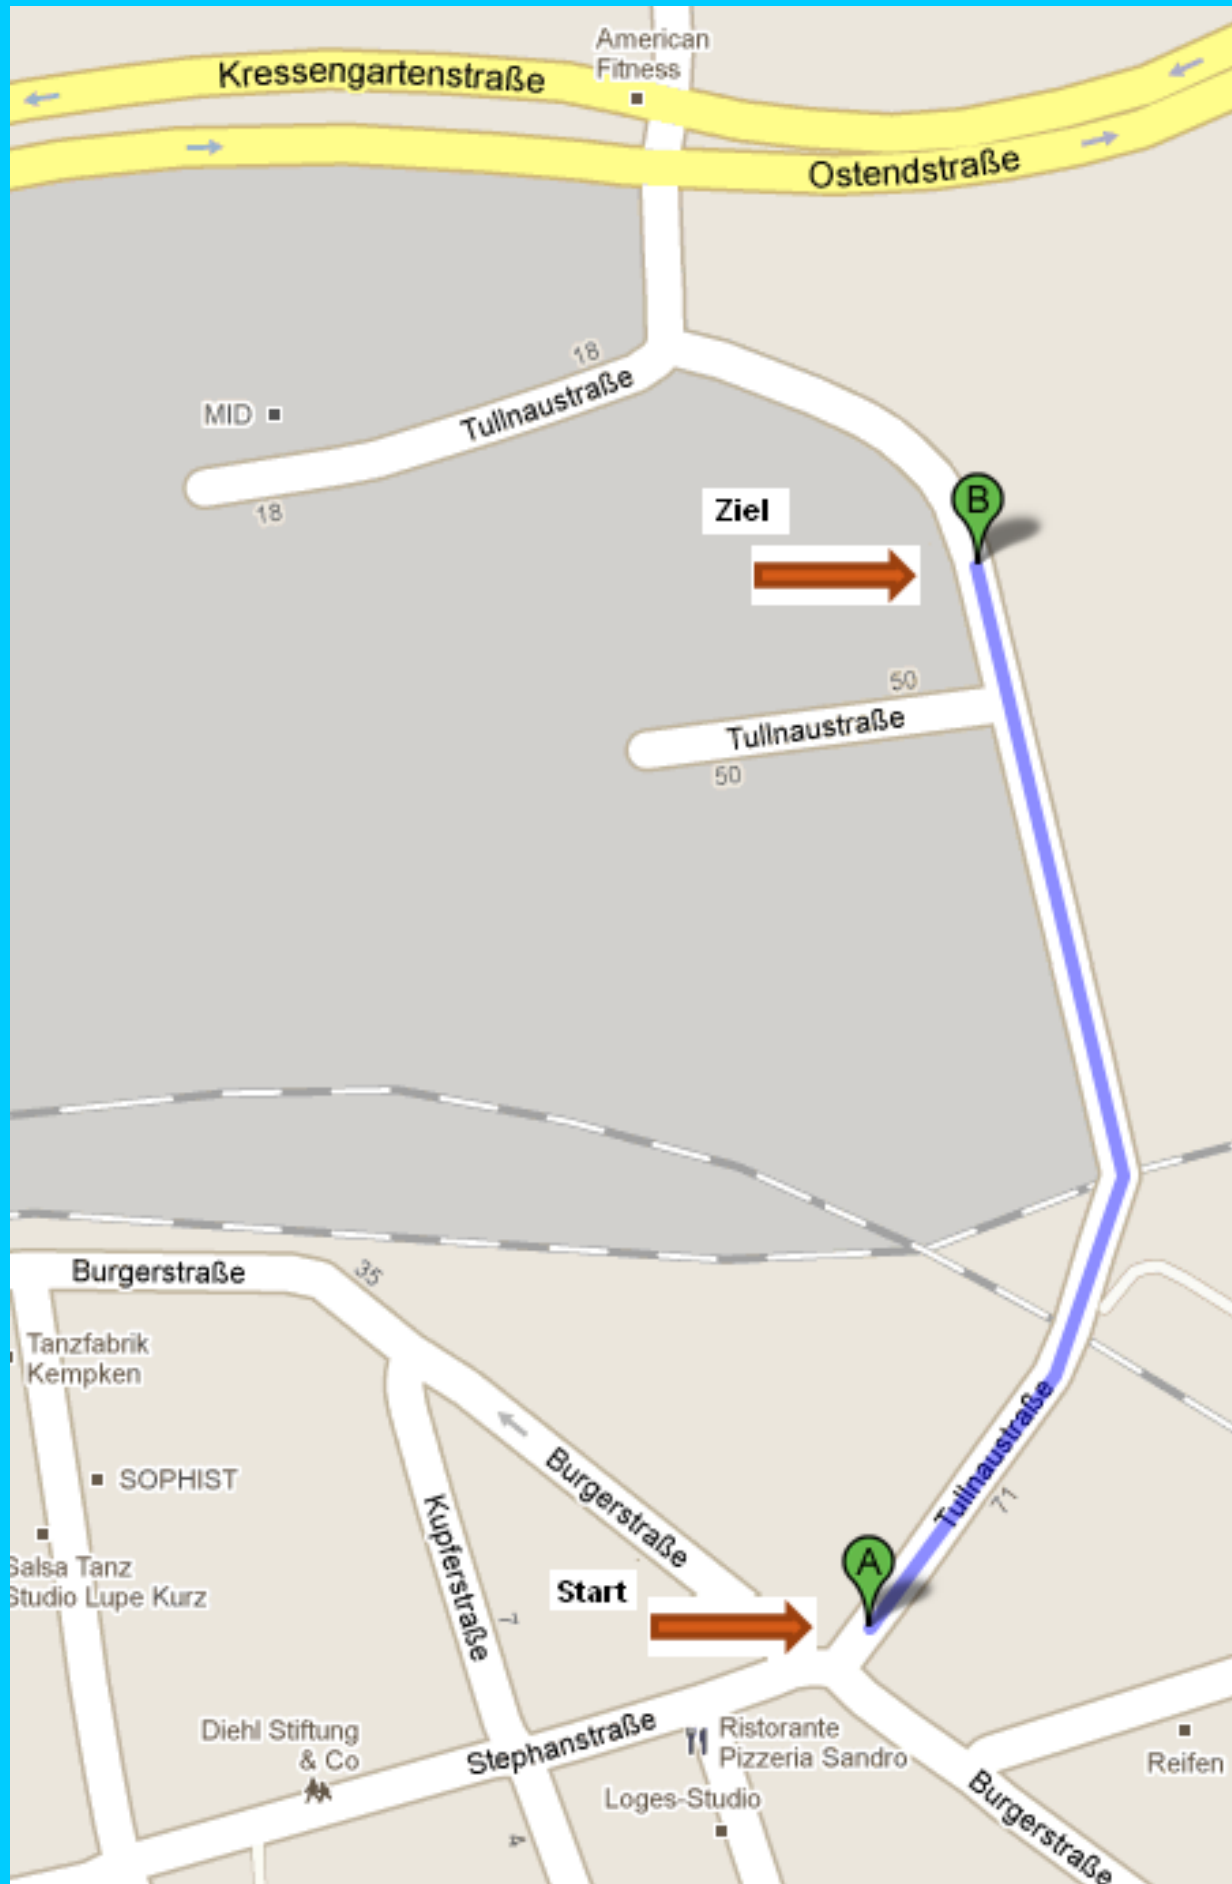 American
Fitness
Kressengartenstraße
Ostendstraße
18
Tullnaustraße
MID
18
Ziel
B
50
Tullnaustraße
50
Burgerstraße
35
Tanzfabrik
Kempken
SOPHIST
Salsa Tanz
Studio Lupe Kurz
Kupferstraße
Burgerstraße
Tullnaustraße
71
A
Start
7
Diehl Stiftung
& Co
Stephanstraße
Ristorante
Pizzeria Sandro
Loges-Studio
Reifen
Burgerstraße
4